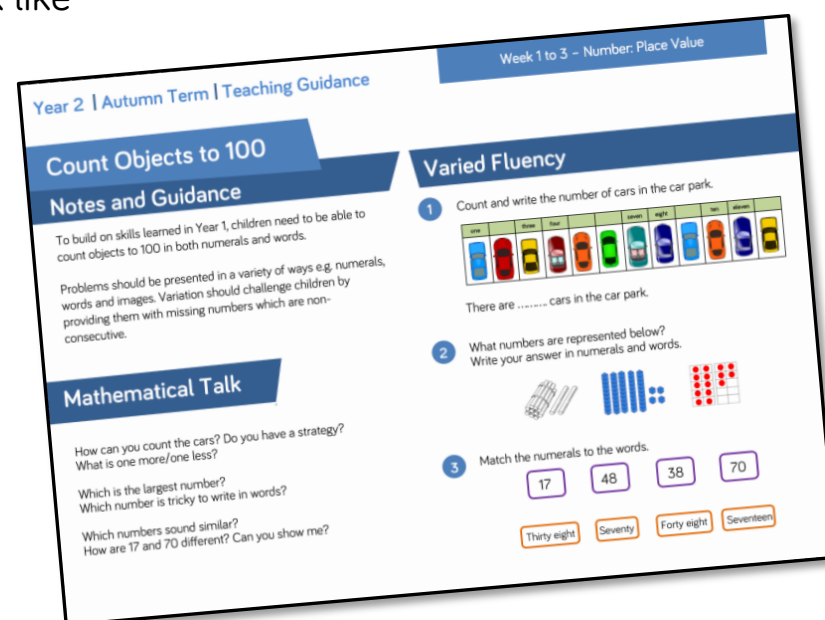 like
Year 2 | Autumn Term | Teaching Guidance
Week 1 to 3 – Number: Place Value
Count Objects to 100
Notes and Guidance
To build on skills learned in Year 1, children need to be able to
count objects to 100 in both numerals and words.
Problems should be presented in a variety of ways e.g. numerals,
words and images. Variation should challenge children by
providing them with missing numbers which are non-
consecutive.
Mathematical Talk
How can you count the cars? Do you have a strategy?
What is one more/one less?
Which is the largest number?
Which number is tricky to write in words?
Which numbers sound similar?
How are 17 and 70 different? Can you show me?
Varied Fluency
1 Count and write the number of cars in the car park.
one three four seven eight ten eleven
There are ........ cars in the car park.
2 What numbers are represented below?
Write your answer in numerals and words.
3 Match the numerals to the words.
17 48 38 70
Thirty eight Seventy Forty eight Seventeen